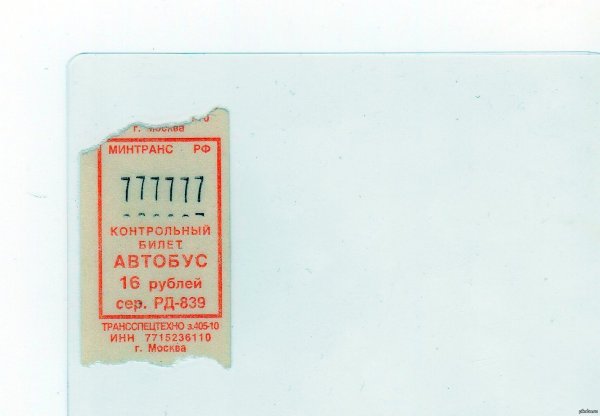 г. Москва
МИНТРАНС РФ
777777
КОНТРОЛЬНЫЙ
БИЛЕТ
АВТОБУС
16 рублей
сер. РД-839
ТРАНССПЕЦТЕХНО з.405-10
ИНН 7715236110
г. Москва